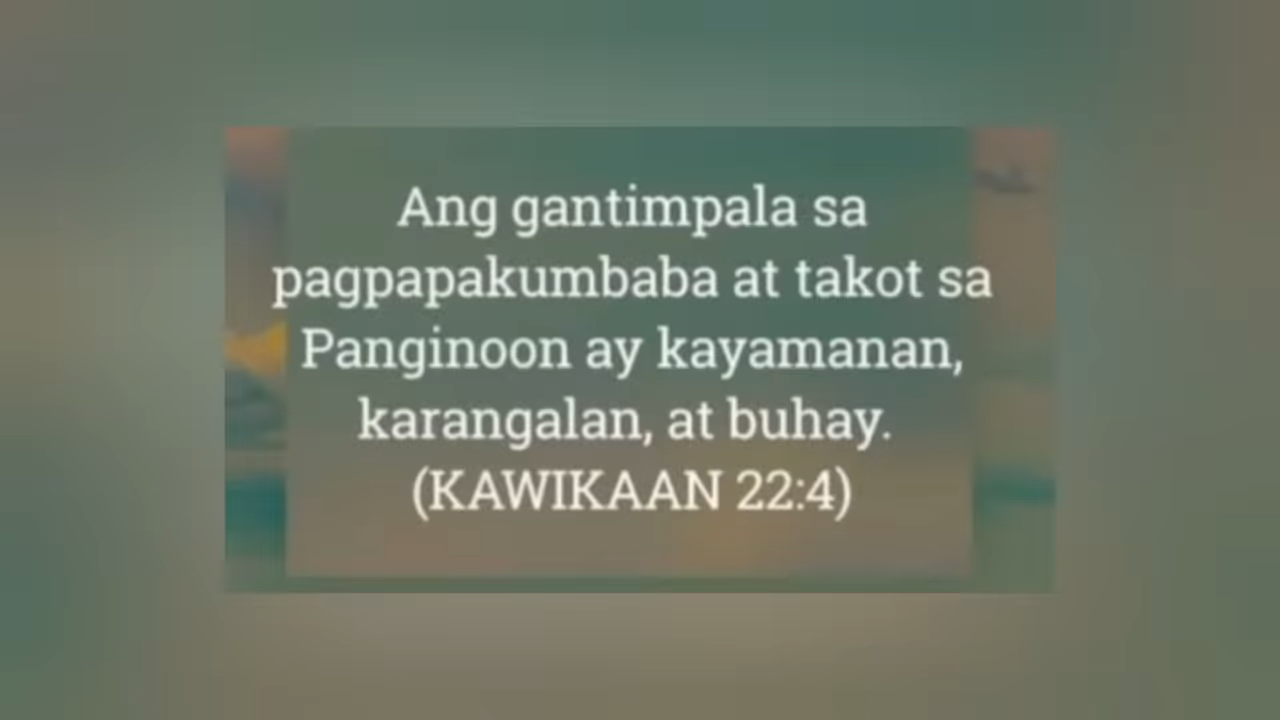 Ang gantimpala sa
pagpapakumbaba at takot sa
Panginoon ay kayamanan,
karangalan, at buhay.
(KAWIKAAN 22:4)